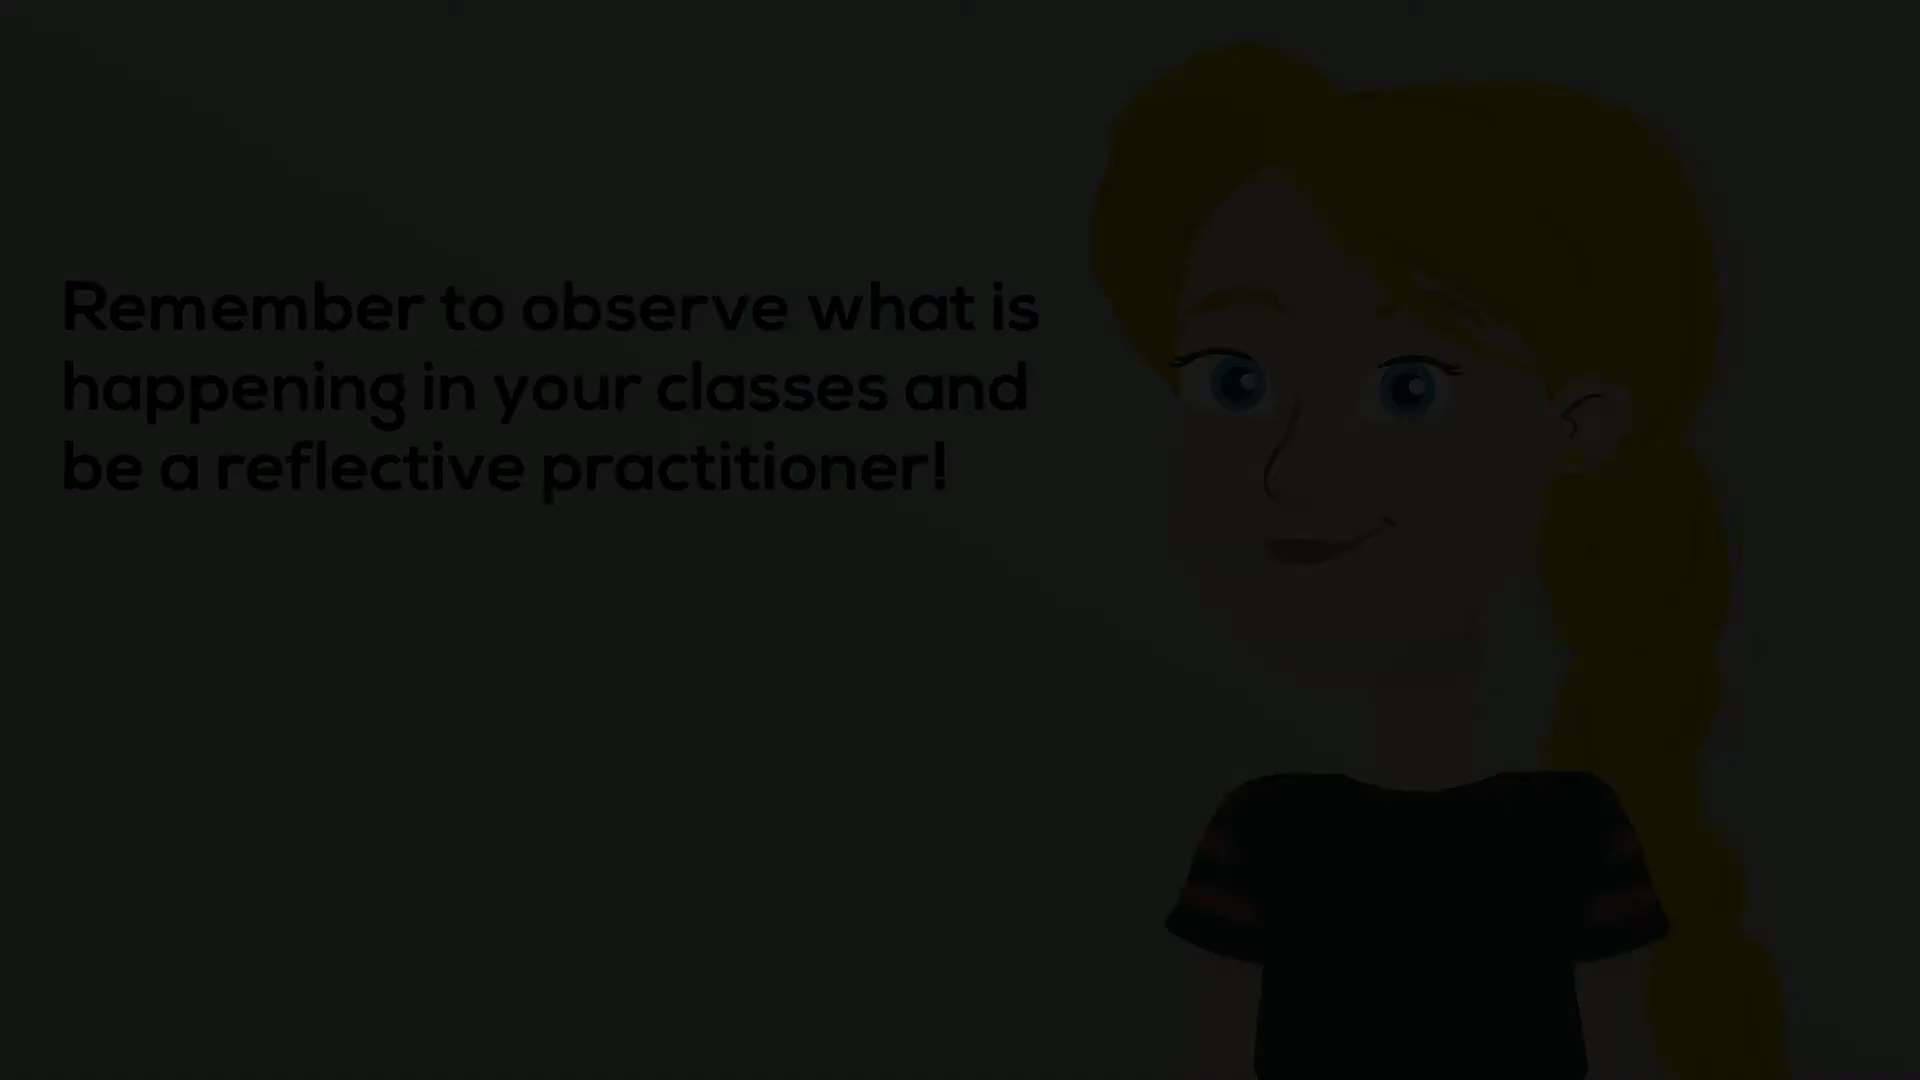 Remember to observe what is
happening in your classes and
be a reflective practitioner!